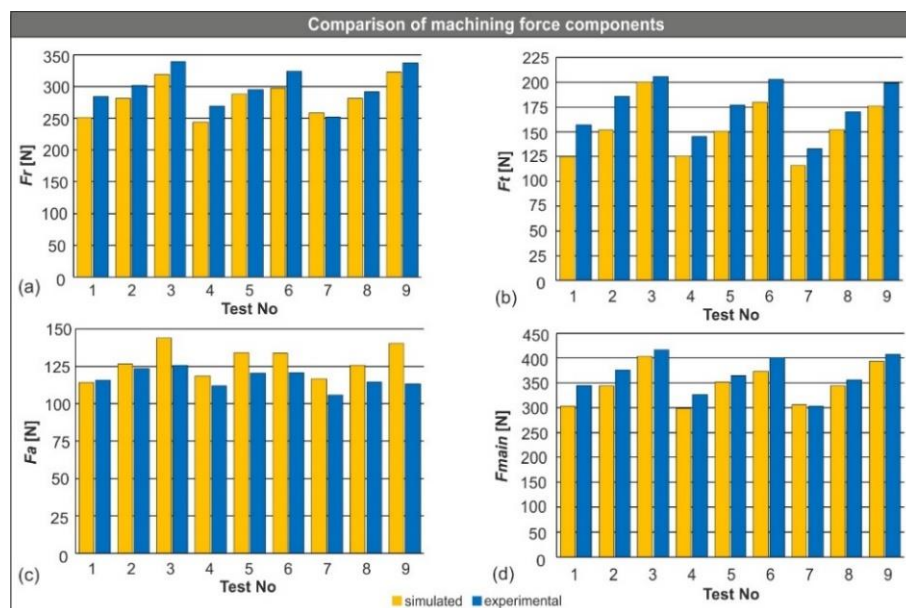 Comparison of machining force components
350
300
250
200
150
100
50
0
Fr [N]
(a)
1 2 3 4 5 6 7 8 9
Test No
225
200
175
150
125
100
75
50
25
0
Ft [N]
(b)
1 2 3 4 5 6 7 8 9
Test No
150
125
100
75
50
25
0
Fa [N]
(c)
1 2 3 4 5 6 7 8 9
Test No
450
400
350
300
250
200
150
100
50
0
Fmain [N]
(d)
1 2 3 4 5 6 7 8 9
Test No
simulated experimental